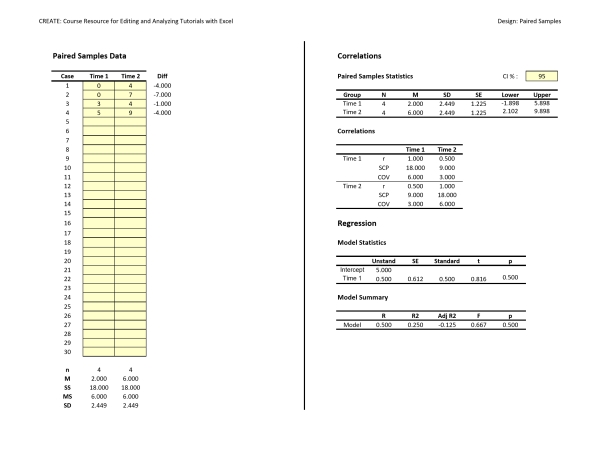 CREATE: Course Resource for Editing and Analyzing Tutorials with Excel
Design: Paired Samples
Paired Samples Data
Case Time 1 Time 2 Diff
1 0 4 -4.000
2 0 7 -7.000
3 3 4 -1.000
4 5 9 -4.000
5
6
7
8
9
10
11
12
13
14
15
16
17
18
19
20
21
22
23
24
25
26
27
28
29
30
n 4 4
M 2.000 6.000
SS 18.000 18.000
MS 6.000 6.000
SD 2.449 2.449
Correlations
Paired Samples Statistics CI % : 95
Group N M SD SE Lower Upper
Time 1 4 2.000 2.449 1.225 -1.898 5.898
Time 2 4 6.000 2.449 1.225 2.102 9.898
Correlations
Time 1 Time 2
Time 1 r 1.000 0.500
SCP 18.000 9.000
COV 6.000 3.000
Time 2 r 0.500 1.000
SCP 9.000 18.000
COV 3.000 6.000
Regression
Model Statistics
Unstand SE Standard t p
Intercept 5.000
Time 1 0.500 0.612 0.500 0.816 0.500
Model Summary
R R2 Adj R2 F p
Model 0.500 0.250 -0.125 0.667 0.500